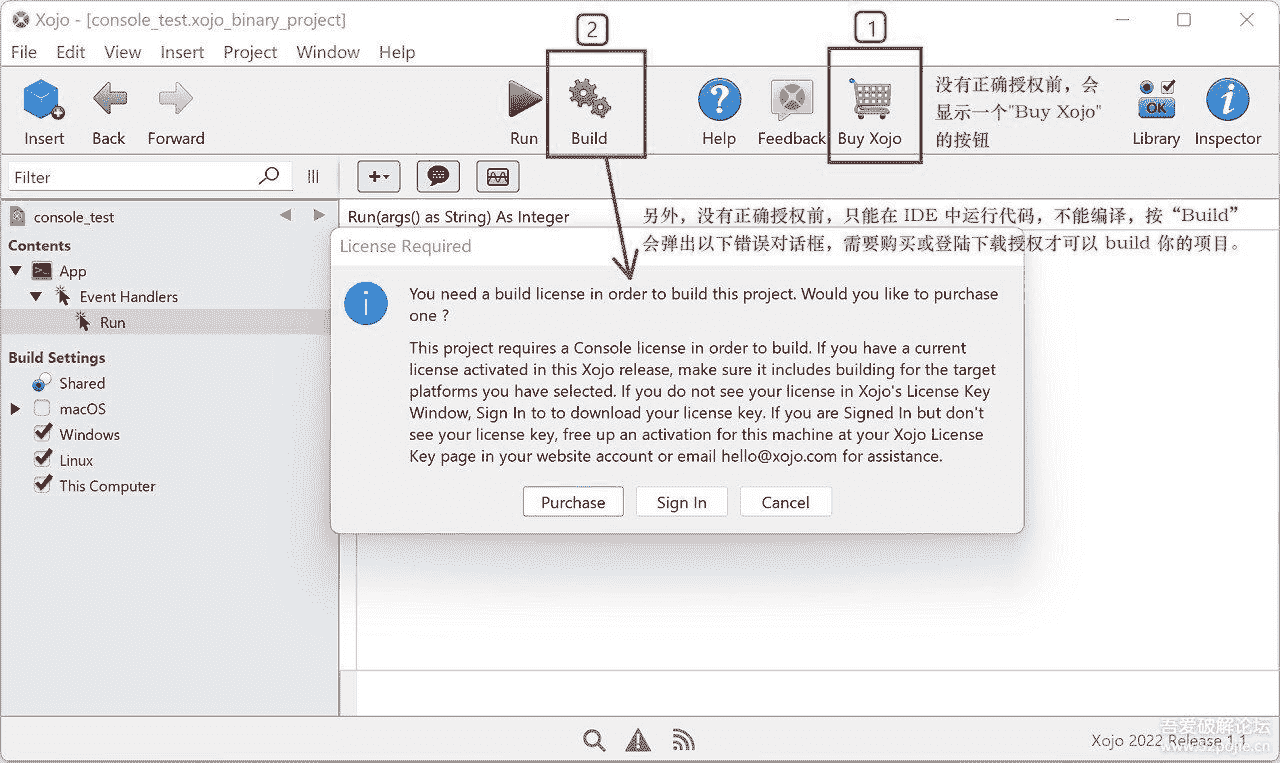 Xojo - [console_test.xojo_binary_project]
File Edit View Insert Project Window Help
2
1
Insert Back Forward Run Build Help Feedback Buy Xojo Library OK Inspector
没有正确授权前，会
显示一个"Buy Xojo"
的按钮
Filter
console_test
Run(args() as String) As Integer
另外，没有正确授权前，只能在 IDE 中运行代码，不能编译，按“Build”
会弹出以下错误对话框，需要购买或登陆下载授权才可以 build 你的项目。
Contents
App
Event Handlers
Run
Build Settings
Shared
macOS
Windows
Linux
This Computer
License Required
You need a build license in order to build this project. Would you like to purchase
one ?
This project requires a Console license in order to build. If you have a current
license activated in this Xojo release, make sure it includes building for the target
platforms you have selected. If you do not see your license in Xojo's License Key
Window, Sign In to to download your license key. If you are Signed In but don't
see your license key, free up an activation for this machine at your Xojo License
Key page in your website account or email hello@xojo.com for assistance.
Purchase Sign In Cancel
Xojo 2022 Release 1.1
吾爱破解论坛
www.52pojie.cn